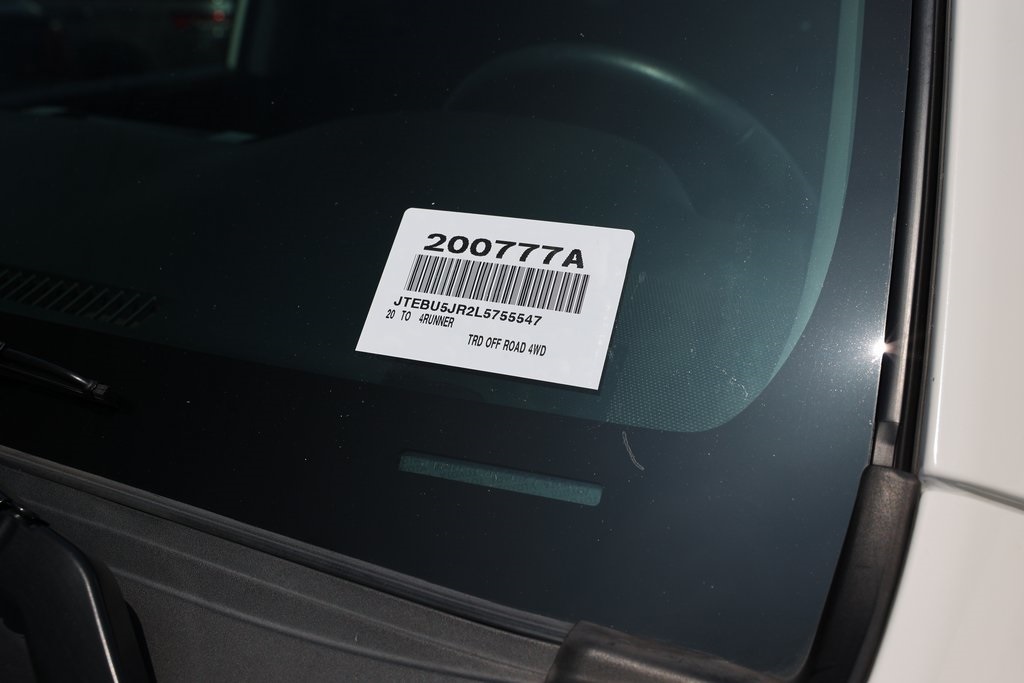 200777A
JTEBU5JR2L5755547
20 TO 4RUNNER
TRD OFF ROAD 4WD